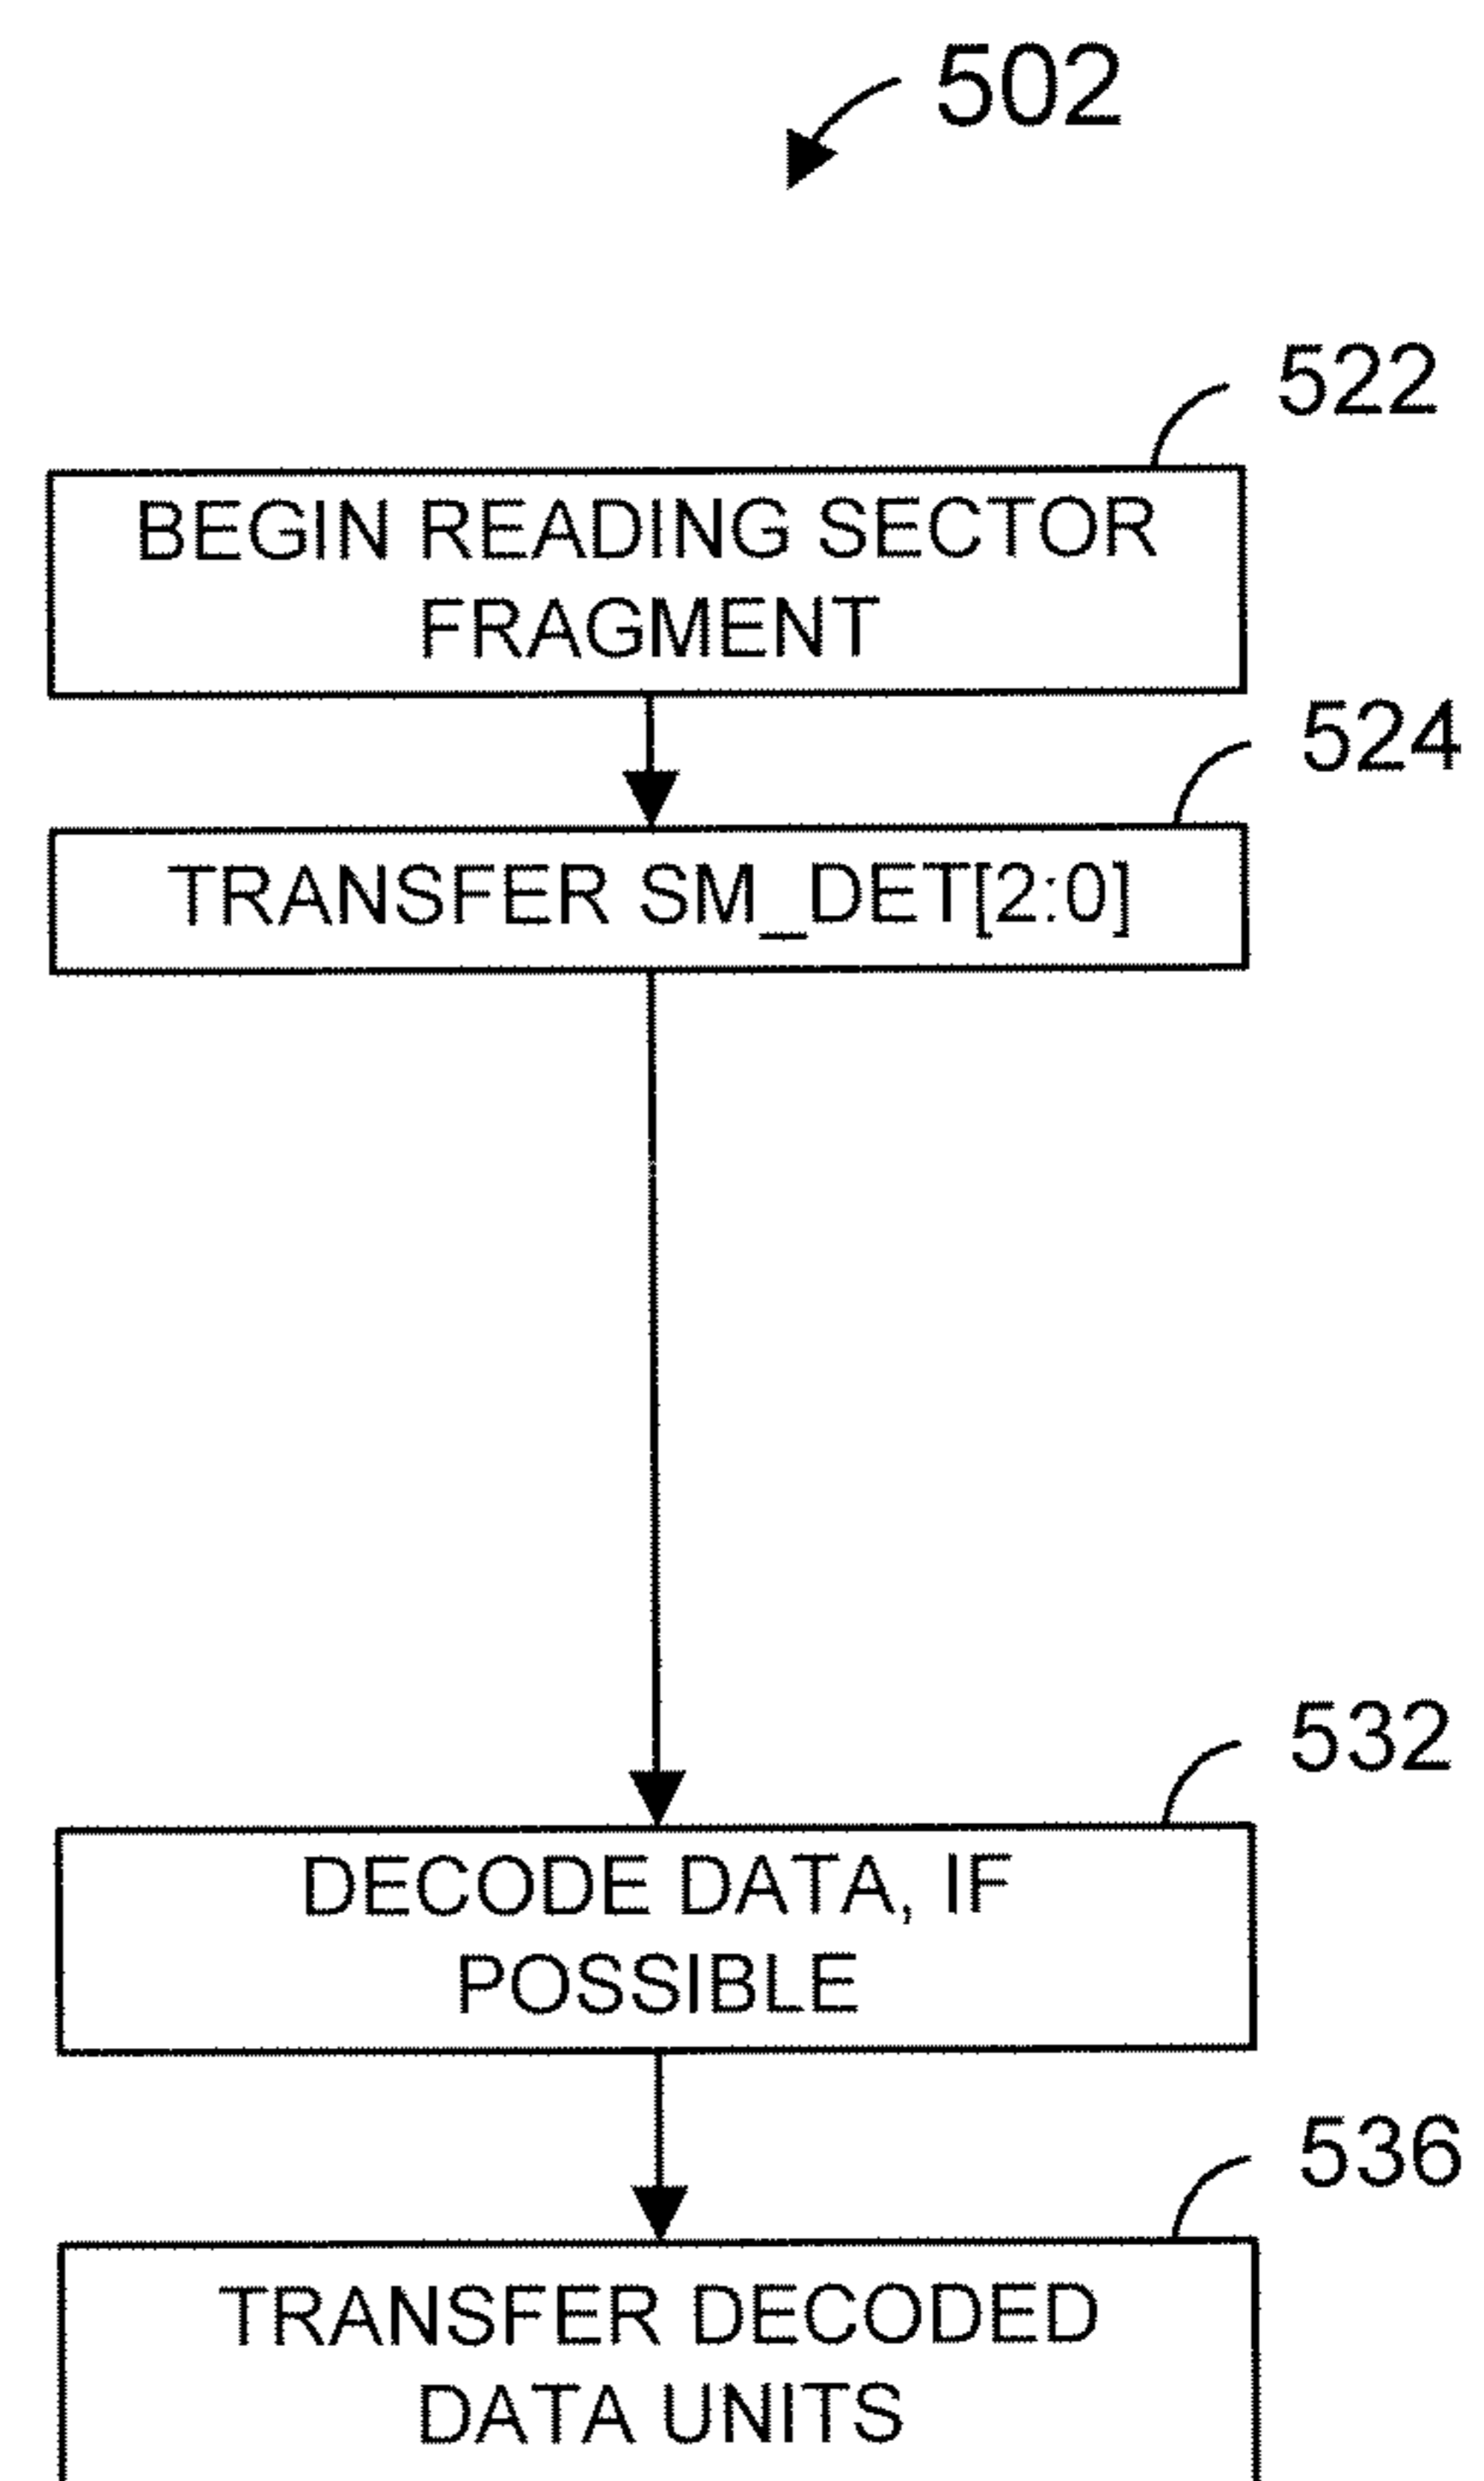 502
522
BEGIN READING SECTOR
FRAGMENT
524
TRANSFER SM_DET[2:0]
532
DECODE DATA, IF
POSSIBLE
536
TRANSFER DECODED
DATA UNITS